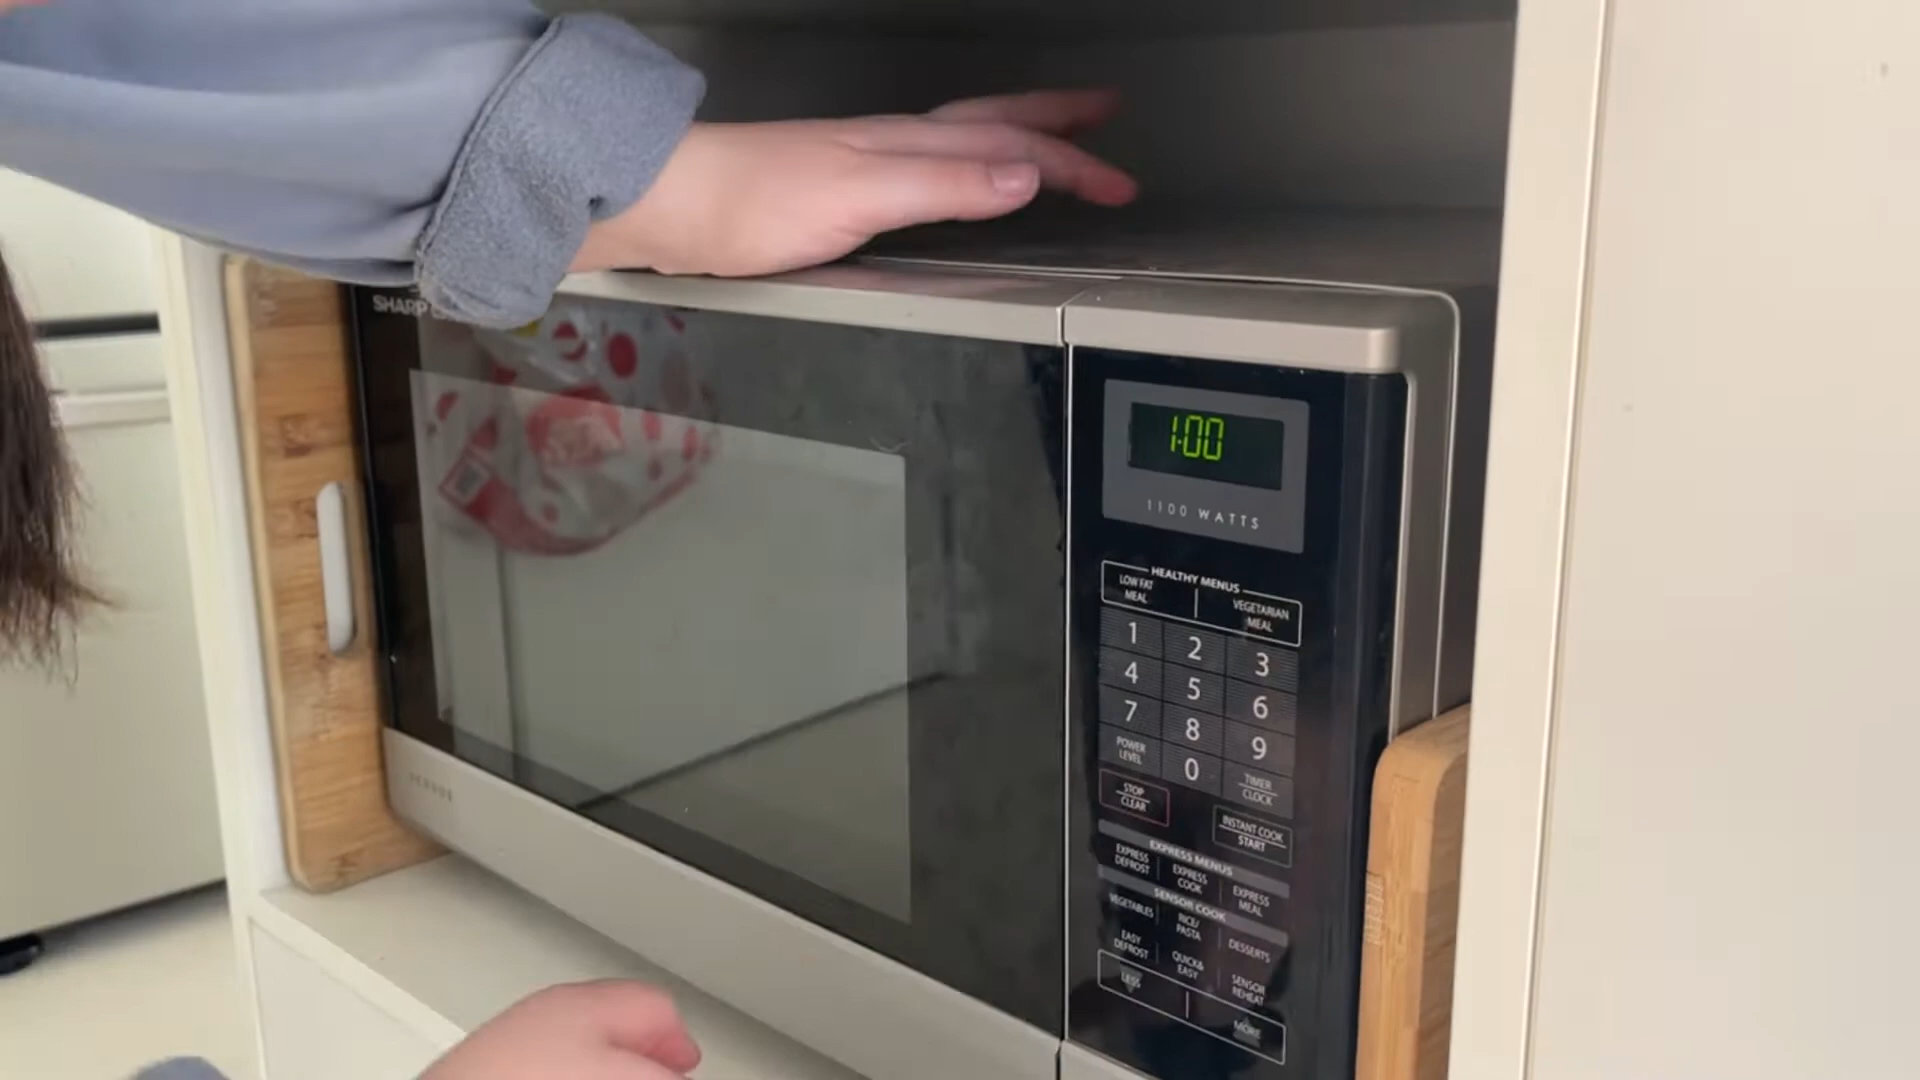 SHARP
1:00
1100 WATTS
HEALTHY MENUS
LOW FAT
MEAL
VEGETARIAN
MEAL
1 2 3
4 5 6
7 8 9
POWER
LEVEL
0
TIMER
CLOCK
STOP
CLEAR
INSTANT COOK
START
EXPRESS MENUS
EXPRESS
DEFROST
EXPRESS
COOK
EXPRESS
MEAL
SENSOR COOK
VEGETABLES
RICE/
PASTA
DESSERTS
EASY
DEFROST
QUICK&
EASY
SENSOR
REHEAT
LESS
MORE
SENSOR